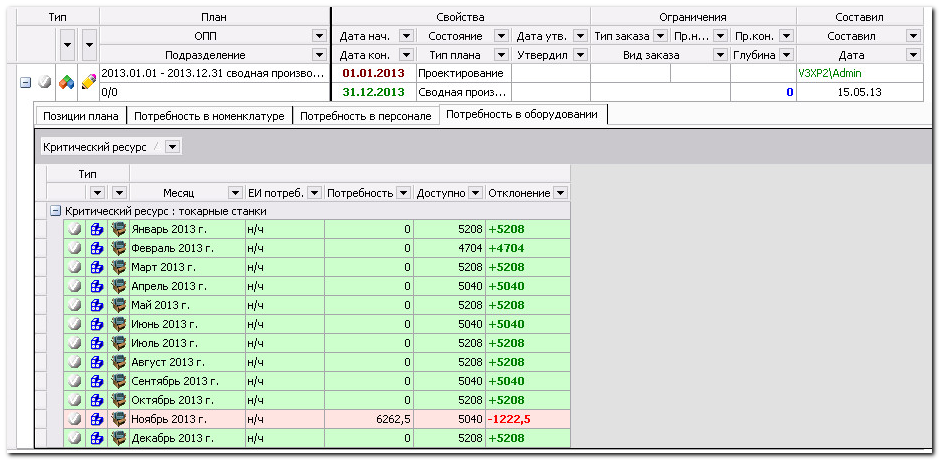 Тип План Свойства Ограничения Составил
ОПП Дата нач. Состояние Дата утв. Тип заказа Пр.н... Пр.кон. Составил
Подразделение Дата кон. Тип плана Утвердил Вид заказа Глубина Дата
2013.01.01 - 2013.12.31 сводная произво... 01.01.2013 Проектирование V3XP2\Admin
0/0 31.12.2013 Сводная произ... 0 15.05.13
Позиции плана Потребность в номенклатуре Потребность в персонале Потребность в оборудовании
Критический ресурс /
Тип
Месяц ЕИ потреб. Потребность Доступно Отклонение
Критический ресурс : токарные станки
Январь 2013 г. н/ч 0 5208 +5208
Февраль 2013 г. н/ч 0 4704 +4704
Март 2013 г. н/ч 0 5208 +5208
Апрель 2013 г. н/ч 0 5040 +5040
Май 2013 г. н/ч 0 5208 +5208
Июнь 2013 г. н/ч 0 5040 +5040
Июль 2013 г. н/ч 0 5208 +5208
Август 2013 г. н/ч 0 5208 +5208
Сентябрь 2013 г. н/ч 0 5040 +5040
Октябрь 2013 г. н/ч 0 5208 +5208
Ноябрь 2013 г. н/ч 6262,5 5040 -1222,5
Декабрь 2013 г. н/ч 0 5208 +5208